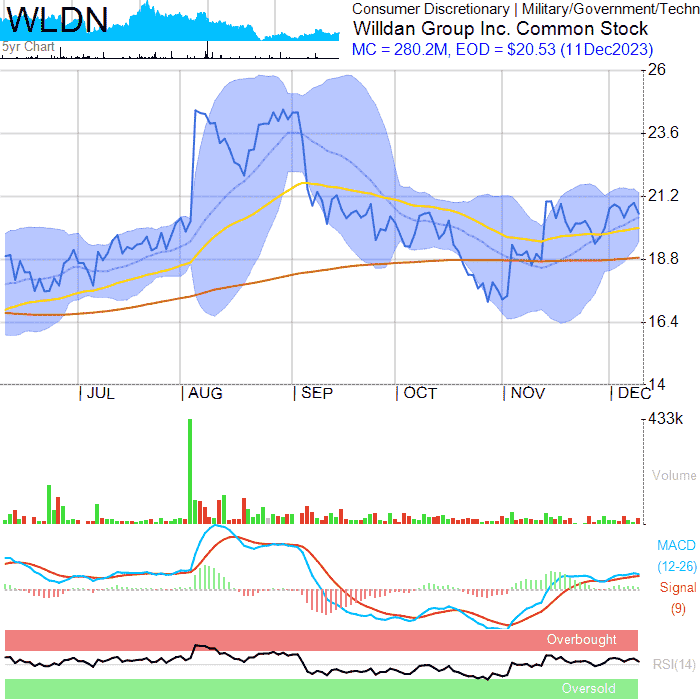 WLDN
5yr Chart
Consumer Discretionary | Military/Government/Techn
Willdan Group Inc. Common Stock
MC = 280.2M, EOD = $20.53 (11Dec2023)
26
23.6
21.2
18.8
16.4
14
JUL
AUG
SEP
OCT
NOV
DEC
433k
Volume
MACD
(12-26)
Signal
(9)
Overbought
RSI(14)
Oversold